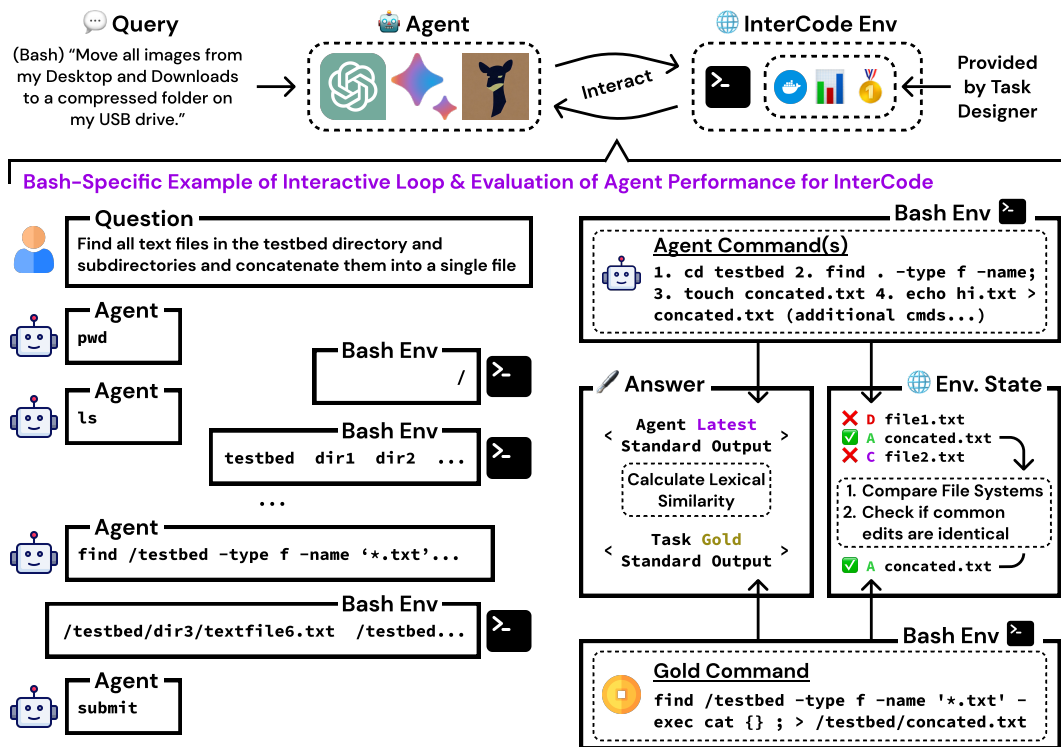 Query
(Bash) “Move all images from
my Desktop and Downloads
to a compressed folder on
my USB drive.”
Agent
Interact
InterCode Env
Provided
by Task
Designer
Bash-Specific Example of Interactive Loop & Evaluation of Agent Performance for InterCode
Question
Find all text files in the testbed directory and
subdirectories and concatenate them into a single file
Agent
pwd
Bash Env
/
Agent
ls
Bash Env
testbed dir1 dir2 ...
...
Agent
find /testbed -type f -name ‘*.txt’...
Bash Env
/testbed/dir3/textfile6.txt /testbed...
Agent
submit
Bash Env
Agent Command(s)
1. cd testbed 2. find . -type f -name;
3. touch concated.txt 4. echo hi.txt >
concated.txt (additional cmds...)
Answer
Agent Latest
< >
Standard Output
Calculate Lexical
Similarity
Task Gold
< >
Standard Output
Env. State
D file1.txt
A concated.txt
C file2.txt
1. Compare File Systems
2. Check if common
edits are identical
A concated.txt
Bash Env
Gold Command
find /testbed -type f -name '*.txt' -
exec cat {} ; > /testbed/concated.txt